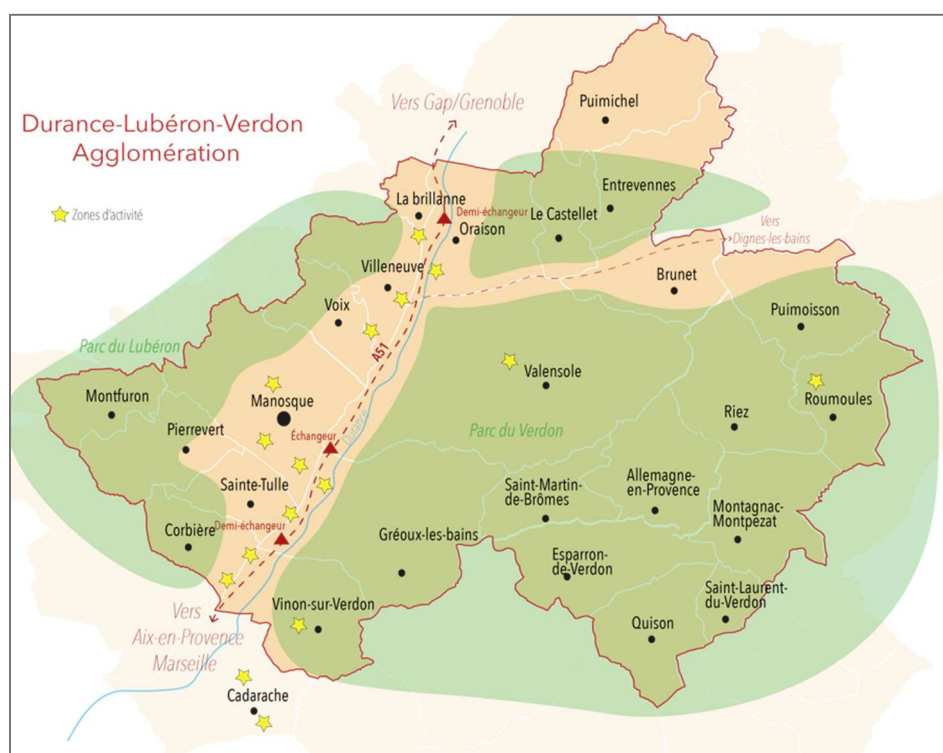 Durance-Lubéron-Verdon
Agglomération
Zones d'activité
Vers Gap/Grenoble
Puimichel
Entrevennes
La brillanne
Demi-échangeur
Le Castellet
Oraison
Vers
Dignes-les-bains
Villeneuve
Brunet
Voix
Puimoisson
A51
Parc du Lubéron
Valensole
Montfuron
Manosque
Roumoules
Durance
Riez
Pierrevert
Échangeur
Parc du Verdon
Sainte-Tulle
Saint-Martin-
de-Brômes
Allemagne-
en-Provence
Montagnac-
Montpezat
Demi-échangeur
Corbière
Gréoux-les-bains
Esparron-
de-Verdon
Saint-Laurent-
du-Verdon
Vers
Aix-en-Provence
Marseille
Vinon-sur-Verdon
Quison
Cadarache